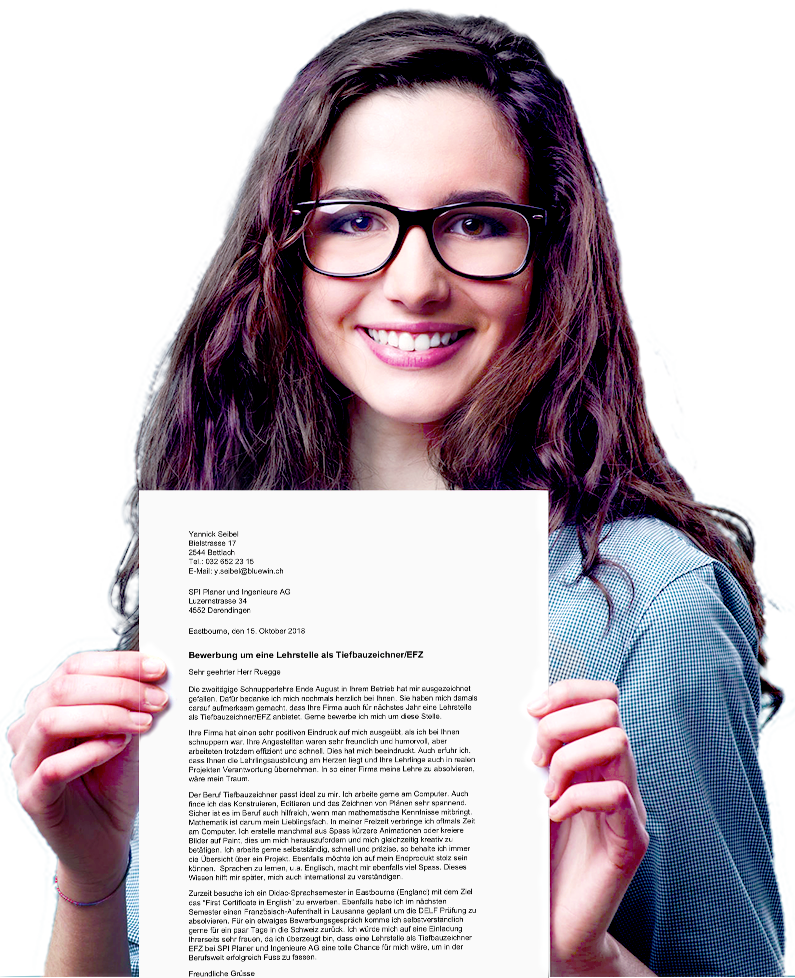 Yannick Seibel
Bielstrasse 17
2544 Bettlach
Tel.: 032 652 23 15
E-Mail: y.seibel@bluewin.ch
SPI Planer und Ingenieure AG
Luzernstrasse 34
4552 Derendingen
Eastbourne, den 15. Oktober 2018
Bewerbung um eine Lehrstelle als Tiefbauzeichner/EFZ
Sehr geehrter Herr Ruegge
Die zweitägige Schnupperlehre Ende August in Ihrem Betrieb hat mir ausgezeichnet
gefallen. Dafür bedanke ich mich nochmals herzlich bei Ihnen. Sie haben mich damals
darauf aufmerksam gemacht, dass Ihre Firma auch für nächstes Jahr eine Lehrstelle
als Tiefbauzeichner/EFZ anbietet. Gerne bewerbe ich mich um diese Stelle.
Ihre Firma hat einen sehr positiven Eindruck auf mich ausgeübt, als ich bei Ihnen
schnuppern war. Ihre Angestellten waren sehr freundlich und humorvoll, aber
arbeiteten trotzdem effizient und schnell. Dies hat mich beeindruckt. Auch erfuhr ich,
dass Ihnen die Lehrlingsausbildung am Herzen liegt und Ihre Lehrlinge auch in realen
Projekten Verantwortung übernehmen. In so einer Firma meine Lehre zu absolvieren,
wäre mein Traum.
Der Beruf Tiefbauzeichner passt ideal zu mir. Ich arbeite gerne am Computer. Auch
finde ich das Konstruieren, Editieren und das Zeichnen von Plänen sehr spannend.
Sicher ist es im Beruf auch hilfreich, wenn man mathematische Kenntnisse mitbringt.
Mathematik ist darum mein Lieblingsfach. In meiner Freizeit verbringe ich oftmals Zeit
am Computer. Ich erstelle manchmal aus Spass kürzere Animationen oder kreiere
Bilder auf Paint, dies um mich herauszufordern und mich gleichzeitig kreativ zu
betätigen. Ich arbeite gerne selbstständig, schnell und präzise, so behalte ich immer
die Übersicht über ein Projekt. Ebenfalls möchte ich auf mein Endprodukt stolz sein
können. Sprachen zu lernen, u.a. Englisch, macht mir ebenfalls viel Spass. Dieses
Wissen hilft mir später, mich auch international zu verständigen.
Zurzeit besuche ich ein Didac-Sprachsemester in Eastbourne (England) mit dem Ziel
das "First Certificate in English" zu erwerben. Ebenfalls habe ich im nächsten
Semester einen Französisch-Aufenthalt in Lausanne geplant um die DELF Prüfung zu
absolvieren. Für ein etwaiges Bewerbungsgespräch komme ich selbstverständlich
gerne für ein paar Tage in die Schweiz zurück. Ich würde mich auf eine Einladung
Ihrerseits sehr freuen, da ich überzeugt bin, dass eine Lehrstelle als Tiefbauzeichner
EFZ bei SPI Planer und Ingenieure AG eine tolle Chance für mich wäre, um in der
Berufswelt erfolgreich Fuss zu fassen.
Freundliche Grüsse